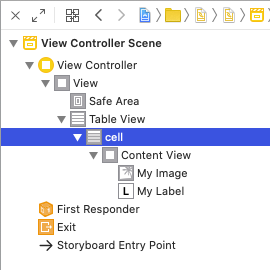 View Controller Scene
View Controller
View
Safe Area
Table View
cell
Content View
My Image
L My Label
First Responder
Exit
Storyboard Entry Point